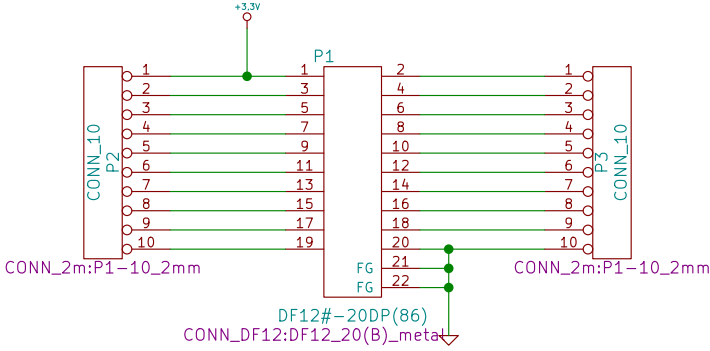 +3.3V
P1
1 1 2 1
2 3 4 2
3 5 6 3
4 7 8 4
5 9 10 5
6 11 12 6
7 13 14 7
8 15 16 8
9 17 18 9
10 19 20 10
FG 21
FG 22
CONN_10
P2
P3
CONN_10
CONN_2m:P1-10_2mm
CONN_2m:P1-10_2mm
DF12#-20DP(86)
CONN_DF12:DF12_20(B)_metal